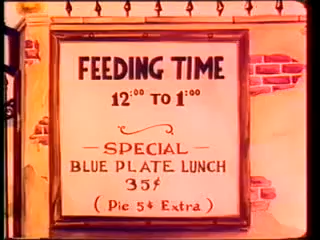 FEEDING TIME
12:00 TO 1:00
— SPECIAL —
BLUE PLATE LUNCH
35¢
( Pie 5¢ Extra )